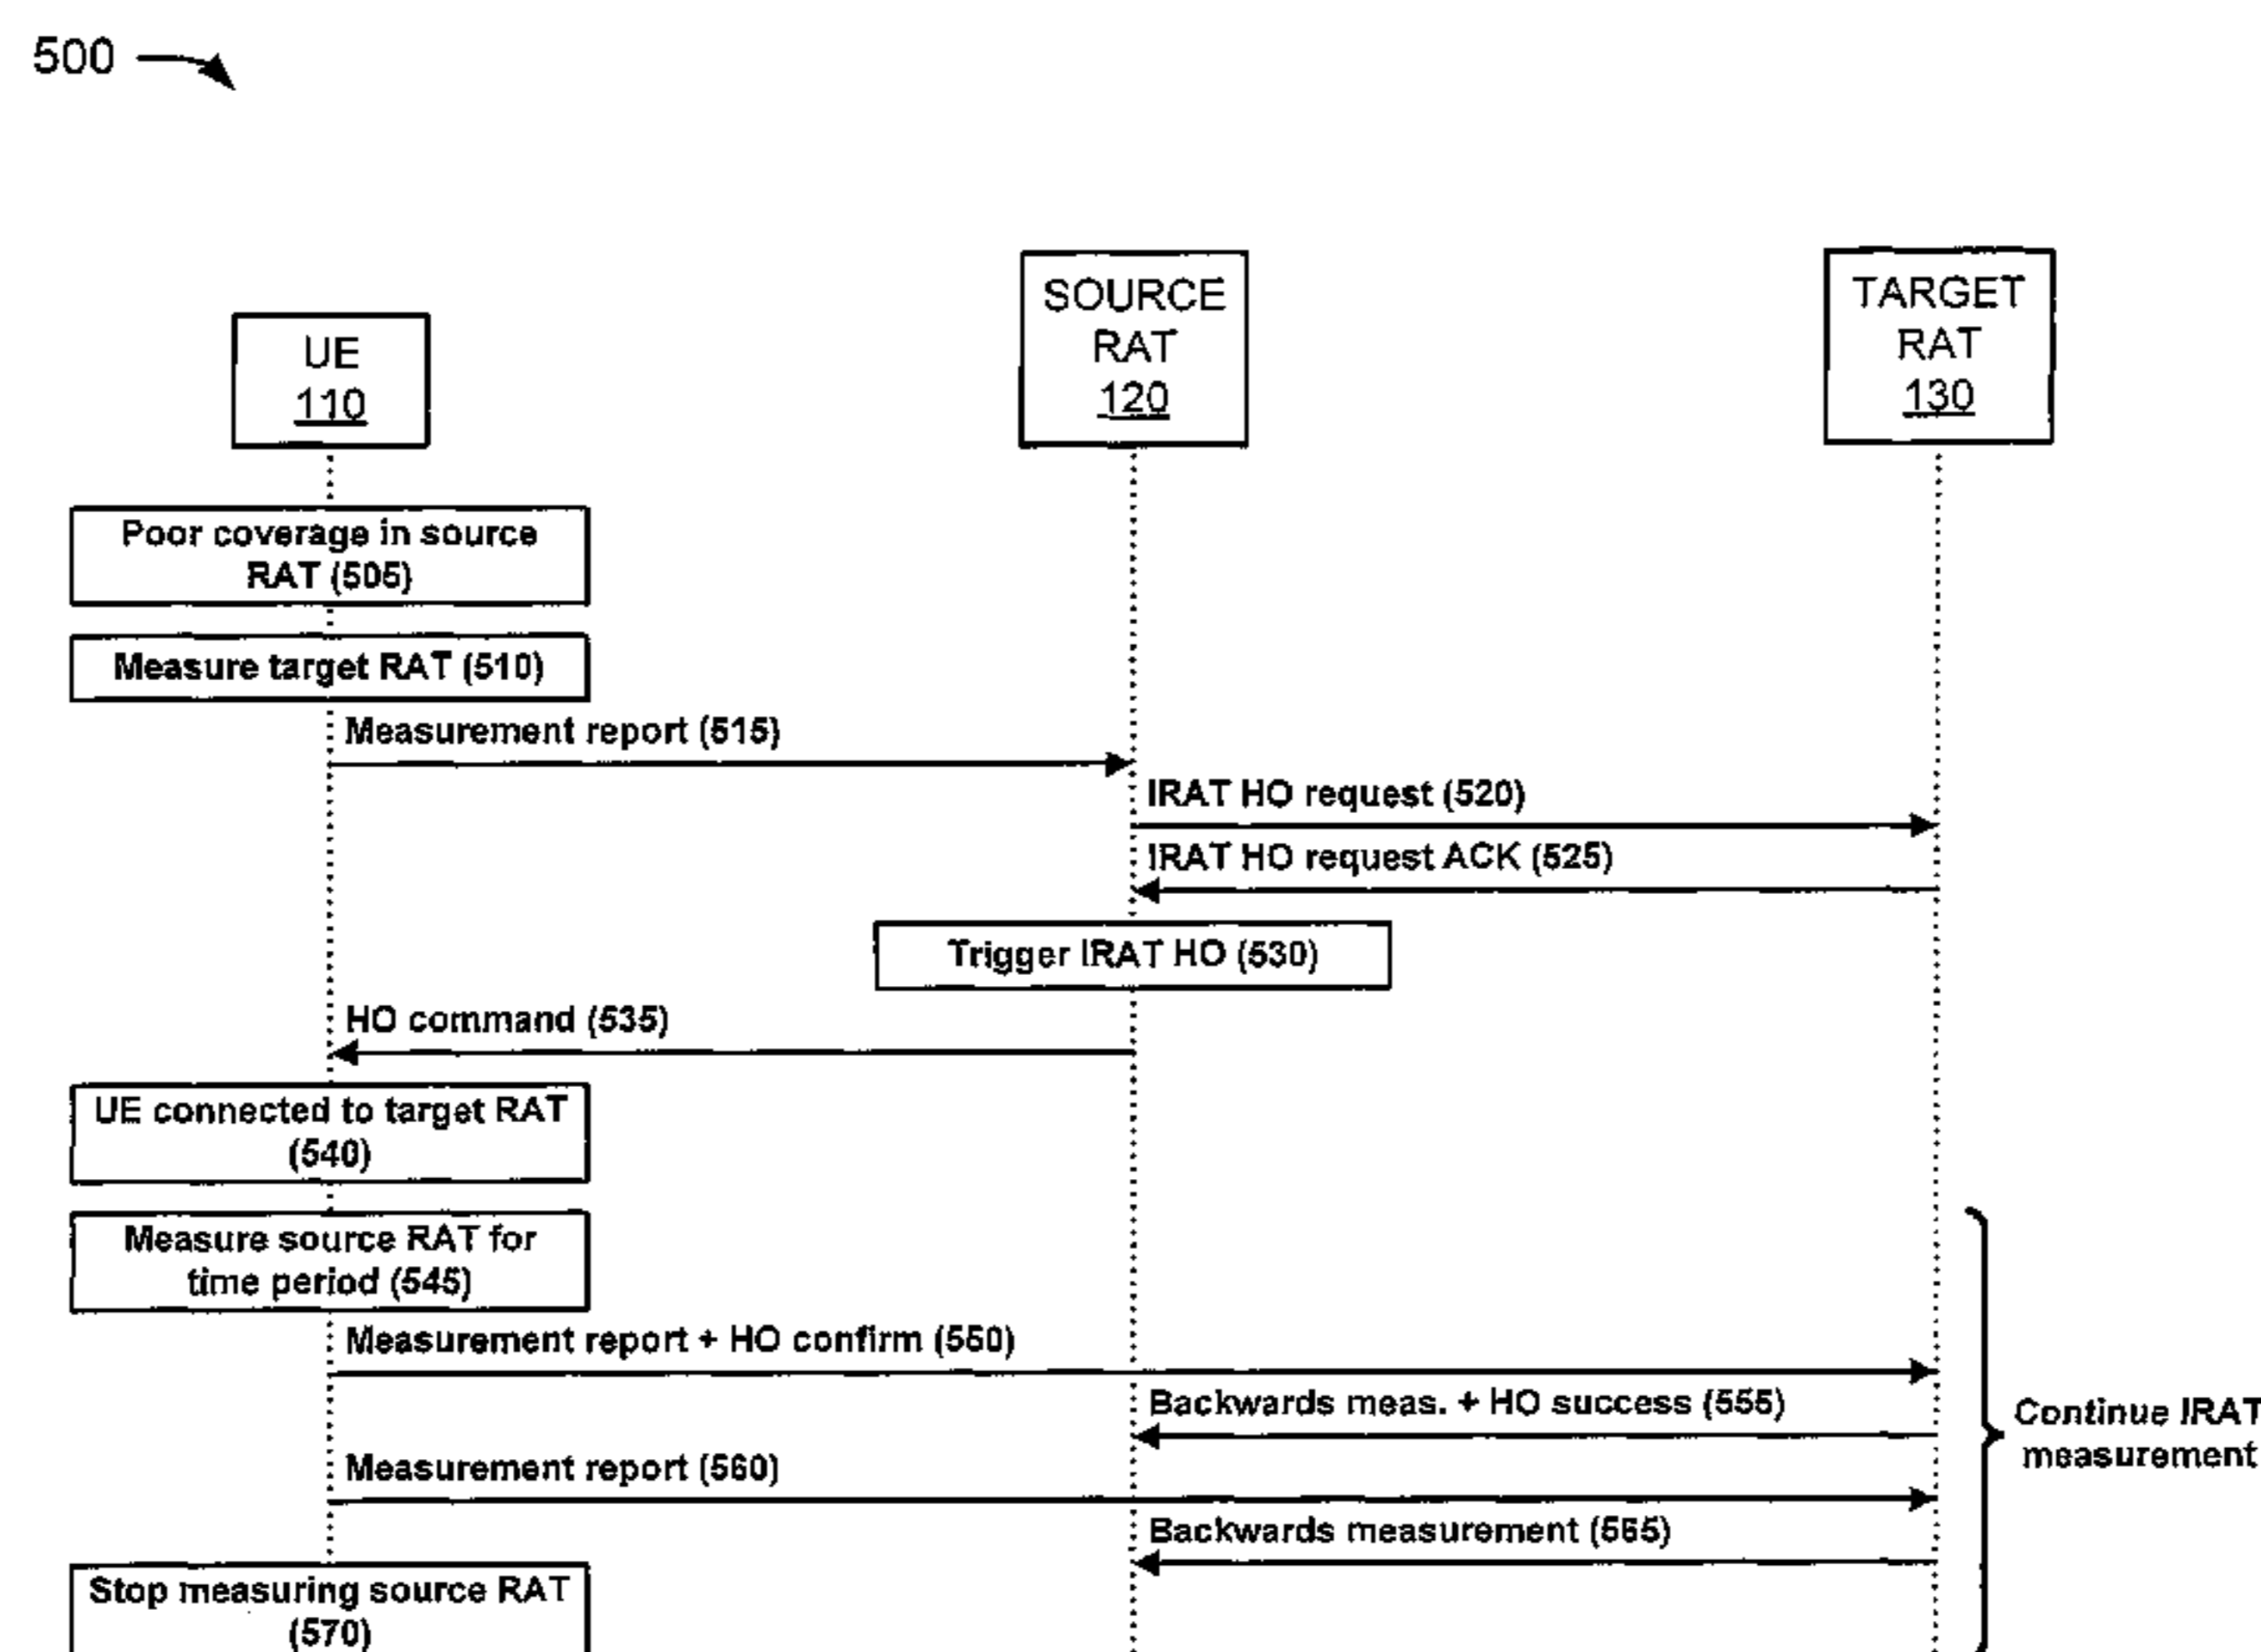 500
UE
110
SOURCE
RAT
120
TARGET
RAT
130
Poor coverage in source
RAT (505)
Measure target RAT (510)
Measurement report (515)
IRAT HO request (520)
IRAT HO request ACK (525)
Trigger IRAT HO (530)
HO command (535)
UE connected to target RAT
(540)
Measure source RAT for
time period (545)
Measurement report + HO confirm (550)
Backwards meas. + HO success (555)
Continue IRAT
measurement
Measurement report (560)
Backwards measurement (565)
Stop measuring source RAT
(570)